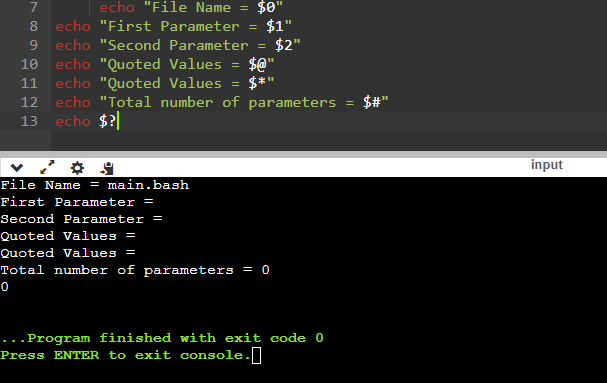 7 echo "File Name = $0"
8 echo "First Parameter = $1"
9 echo "Second Parameter = $2"
10 echo "Quoted Values = $@"
11 echo "Quoted Values = $*"
12 echo "Total number of parameters = $#"
13 echo $?
input
File Name = main.bash
First Parameter =
Second Parameter =
Quoted Values =
Quoted Values =
Total number of parameters = 0
0
...Program finished with exit code 0
Press ENTER to exit console.